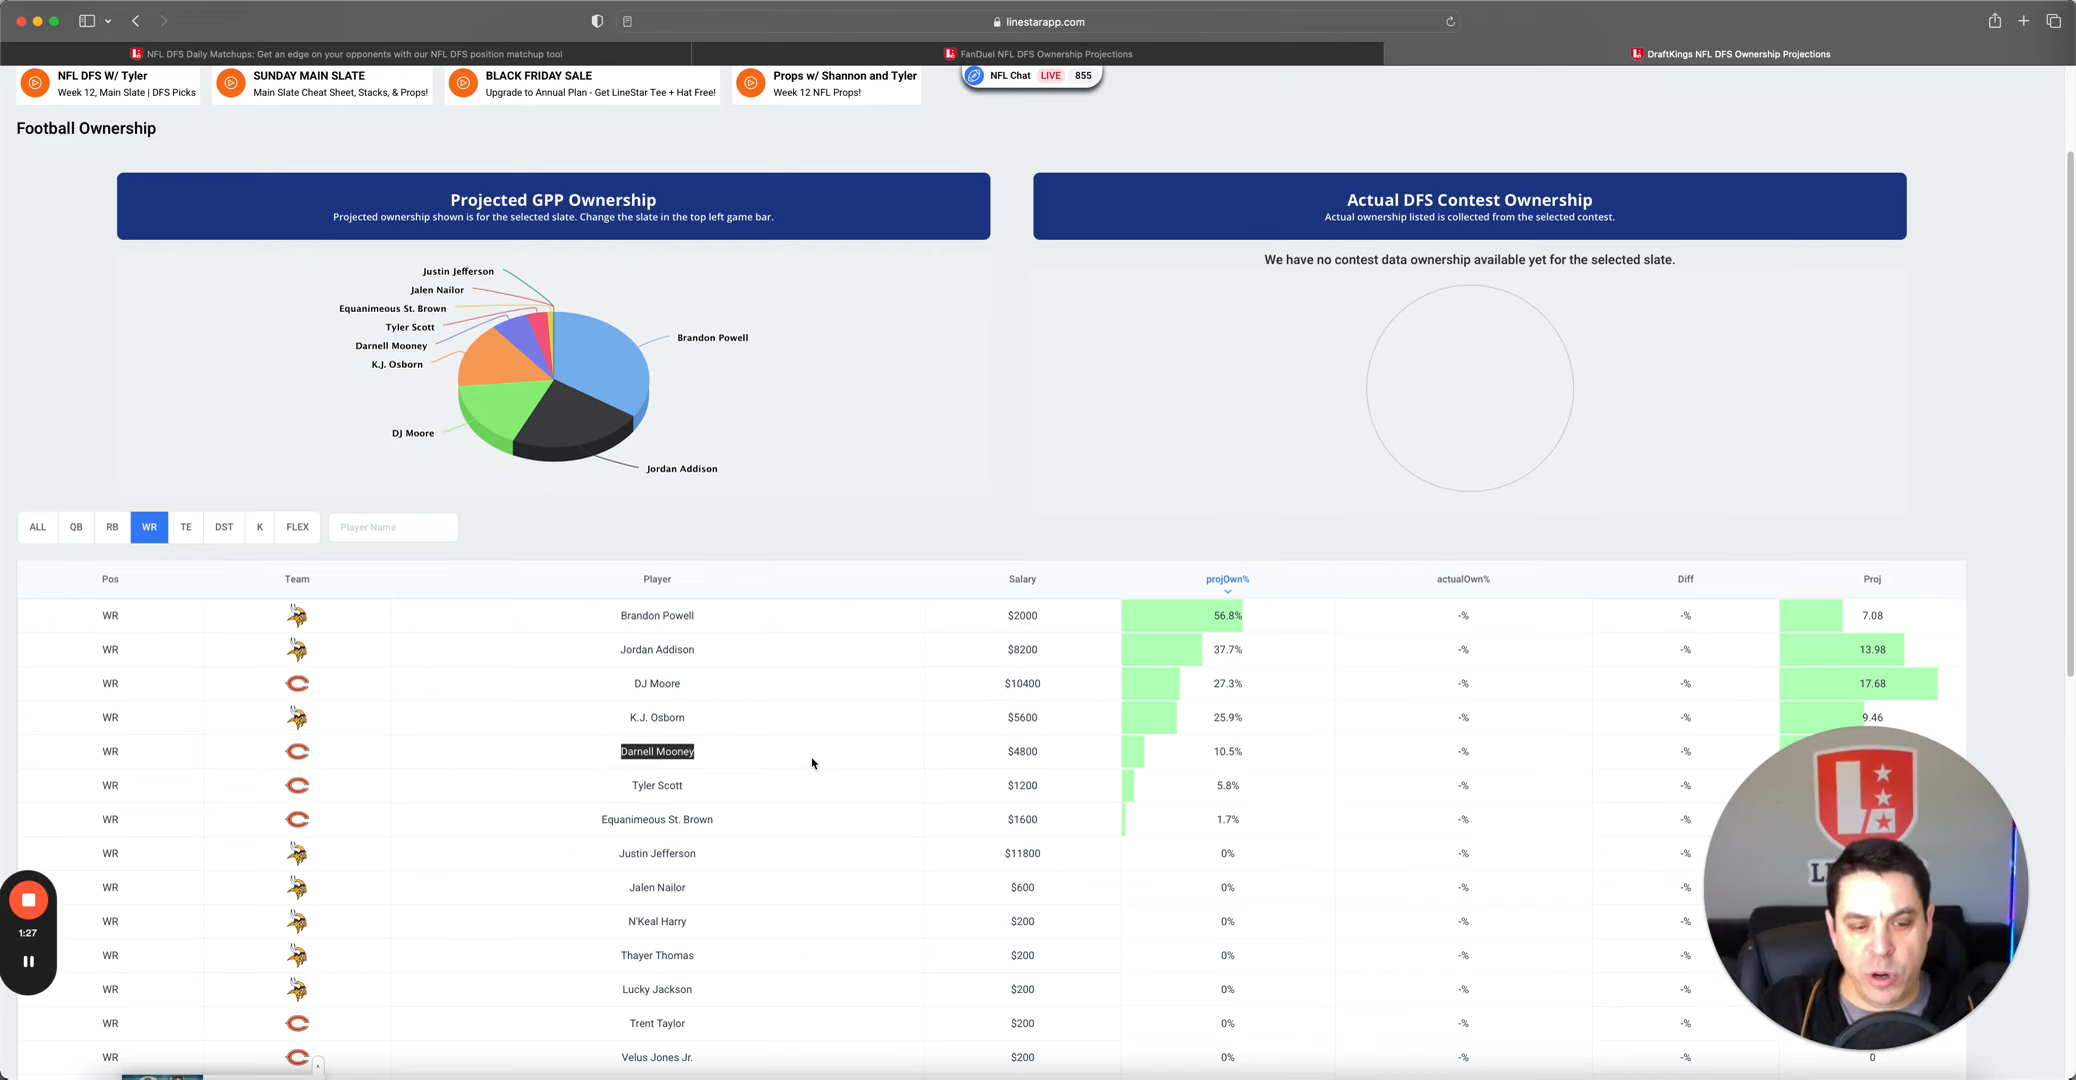 linestarapp.com
NFL DFS Daily Matchups: Get an edge on your opponents with our NFL DFS position matchup tool
FanDuel NFL DFS Ownership Projections
DraftKings NFL DFS Ownership Projections
NFL DFS W/ Tyler
Week 12, Main Slate | DFS Picks
SUNDAY MAIN SLATE
Main Slate Cheat Sheet, Stacks, & Props!
BLACK FRIDAY SALE
Upgrade to Annual Plan - Get LineStar Tee + Hat Free!
Props w/ Shannon and Tyler
Week 12 NFL Props!
NFL Chat LIVE 855
Football Ownership
Projected GPP Ownership
Projected ownership shown is for the selected slate. Change the slate in the top left game bar.
Actual DFS Contest Ownership
Actual ownership listed is collected from the selected contest.
We have no contest data ownership available yet for the selected slate.
Justin Jefferson
Jalen Nailor
Equanimeous St. Brown
Tyler Scott
Darnell Mooney
K.J. Osborn
DJ Moore
Brandon Powell
Jordan Addison
ALL QB RB WR TE DST K FLEX Player Name
Pos Team Player Salary projOwn% actualOwn% Diff Proj
WR Brandon Powell $2000 56.8% -% -% 7.08
WR Jordan Addison $8200 37.7% -% -% 13.98
WR DJ Moore $10400 27.3% -% -% 17.68
WR K.J. Osborn $5600 25.9% -% -% 9.46
WR Darnell Mooney $4800 10.5% -% -%
WR Tyler Scott $1200 5.8% -% -%
WR Equanimeous St. Brown $1600 1.7% -% -%
WR Justin Jefferson $11800 0% -% -%
WR Jalen Nailor $600 0% -% -%
WR N'Keal Harry $200 0% -% -%
WR Thayer Thomas $200 0% -% -%
WR Lucky Jackson $200 0% -% -%
WR Trent Taylor $200 0% -% -%
WR Velus Jones Jr. $200 0% -% -% 0
1:27